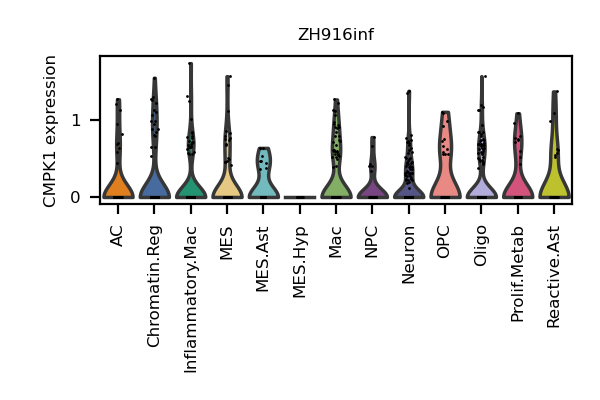 ZH916inf
CMPK1 expression
1
0
AC
Chromatin.Reg
Inflammatory.Mac
MES
MES.Ast
MES.Hyp
Mac
NPC
Neuron
OPC
Oligo
Prolif.Metab
Reactive.Ast